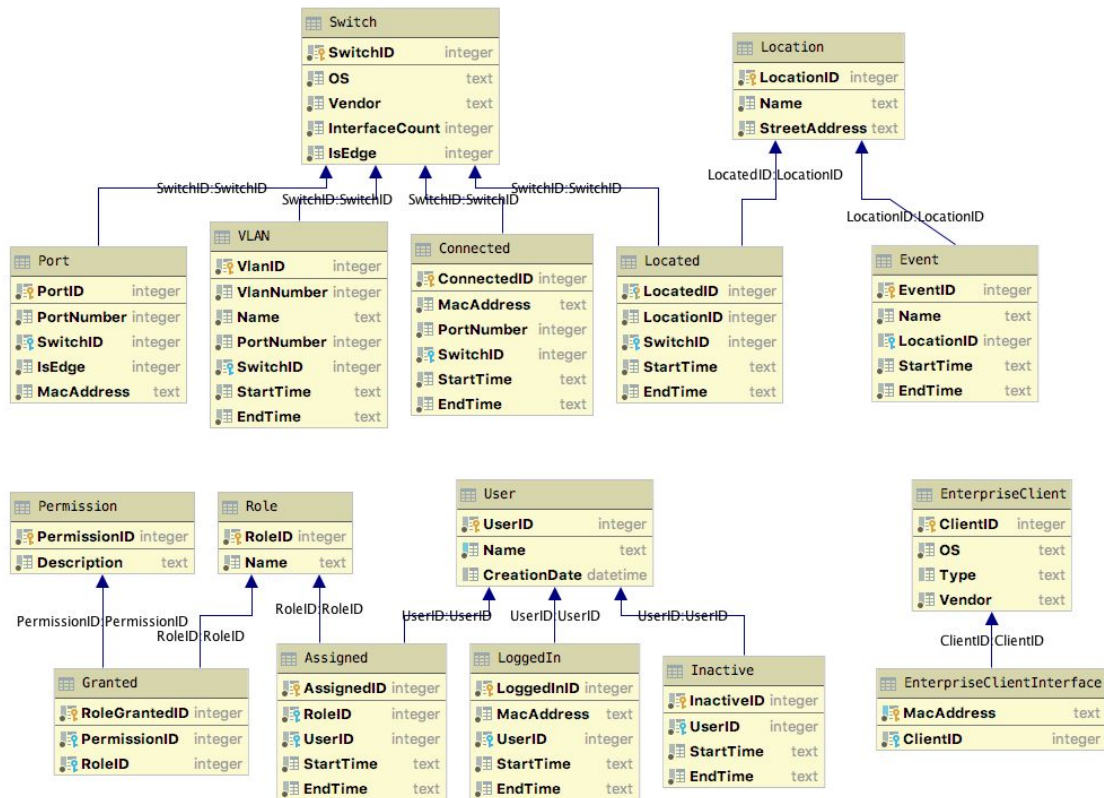 Switch
SwitchID integer
OS text
Vendor text
InterfaceCount integer
IsEdge integer
Location
LocationID integer
Name text
StreetAddress text
SwitchID:SwitchID
SwitchID:SwitchID
SwitchID:SwitchID
SwitchID:SwitchID
LocatedID:LocationID
LocationID:LocationID
Port
PortID integer
PortNumber integer
SwitchID integer
IsEdge integer
MacAddress text
VLAN
VlanID integer
VlanNumber integer
Name text
PortNumber integer
SwitchID integer
StartTime text
EndTime text
Connected
ConnectedID integer
MacAddress text
PortNumber integer
SwitchID integer
StartTime text
EndTime text
Located
LocatedID integer
LocationID integer
SwitchID integer
StartTime text
EndTime text
Event
EventID integer
Name text
LocationID integer
StartTime text
EndTime text
Permission
PermissionID integer
Description text
Role
RoleID integer
Name text
User
UserID integer
Name text
CreationDate datetime
EnterpriseClient
ClientID integer
OS text
Type text
Vendor text
PermissionID:PermissionID
RoleID:RoleID
RoleID:RoleID
UserID:UserID
UserID:UserID
UserID:UserID
ClientID:ClientID
Granted
RoleGrantedID integer
PermissionID integer
RoleID integer
Assigned
AssignedID integer
RoleID integer
UserID integer
StartTime text
EndTime text
LoggedIn
LoggedInID integer
MacAddress text
UserID integer
StartTime text
EndTime text
Inactive
InactiveID integer
UserID integer
StartTime text
EndTime text
EnterpriseClientInterface
MacAddress text
ClientID integer